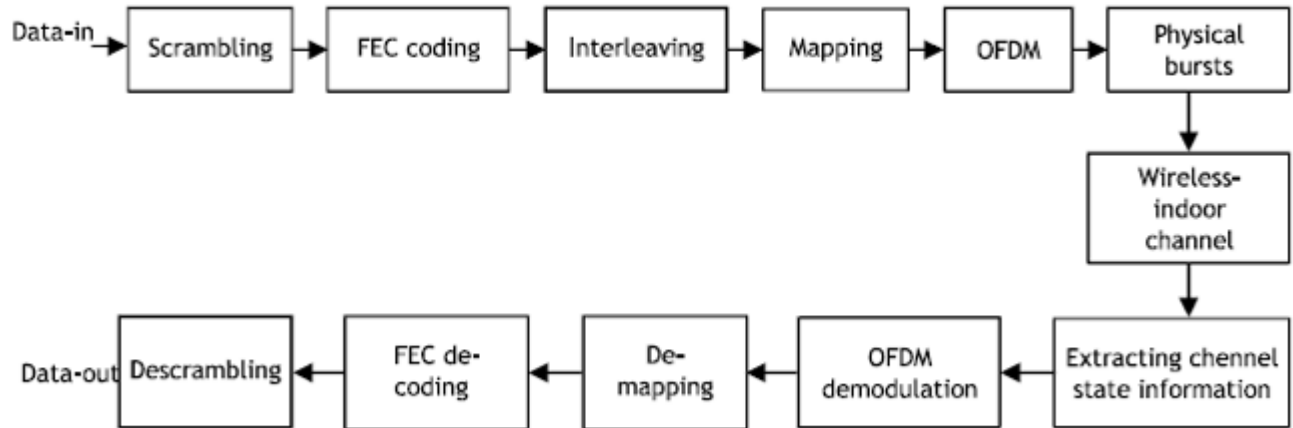 Data-in
Scrambling
FEC coding
Interleaving
Mapping
OFDM
Physical
bursts
Wireless-
indoor
channel
Extracting chennel
state information
OFDM
demodulation
De-
mapping
FEC de-
coding
Descrambling
Data-out